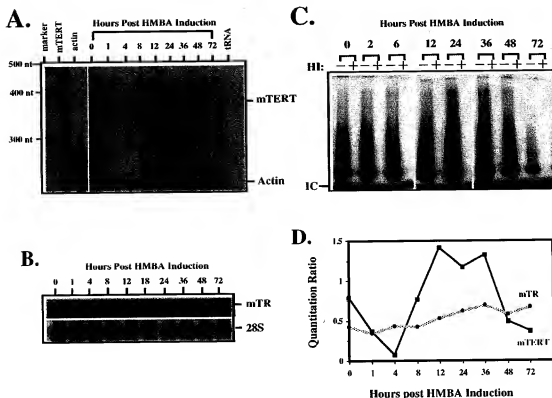 A.
Hours Post HMBA Induction
marker
mTERT
actin
0 1 4 8 12 24 36 48 72
tRNA
500 nt
400 nt
300 nt
mTERT
Actin
B.
Hours Post HMBA Induction
0 1 4 8 12 24 36 48 72
mTR
28S
C.
Hours Post HMBA Induction
0 2 6 12 24 36 48 72
HI: - + - + - + - + - + - + - + - +
IC
D.
Quantitation Ratio
1.5
1
0.5
0
mTR
mTERT
0 1 4 8 12 24 36 48 72
Hours Post HMBA Induction